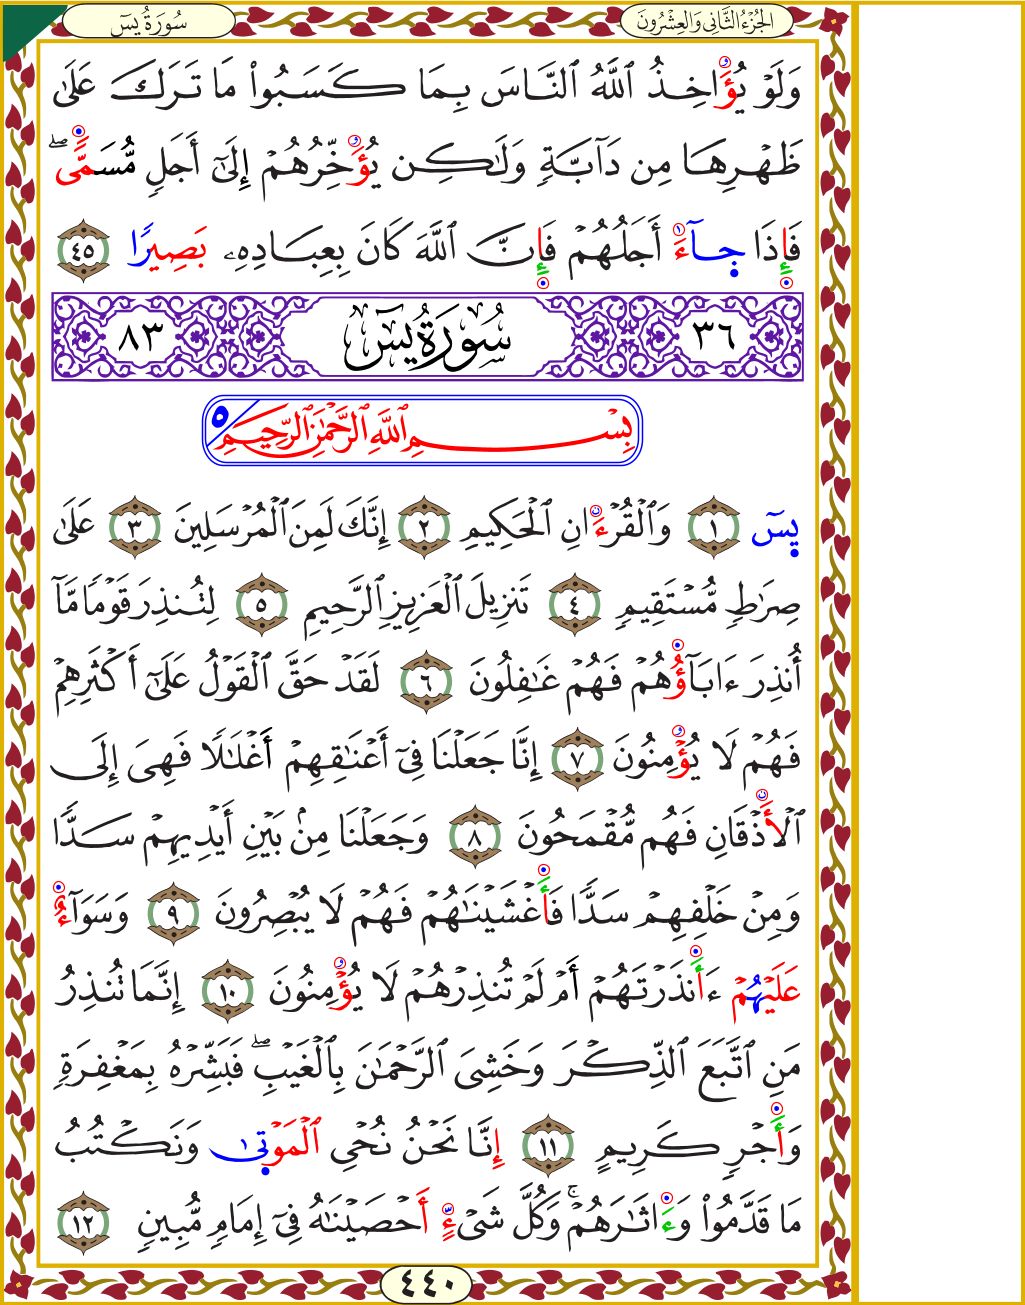 الجُزْءُ الثَّانِي وَالعِشْرُونَ
سُورَةُ يسٓ
وَلَوْ يُؤَاخِذُ ٱللَّهُ ٱلنَّاسَ بِمَا كَسَبُوا۟ مَا تَرَكَ عَلَىٰ
ظَهْرِهَا مِن دَآبَّةٍ وَلَـٰكِن يُؤَخِّرُهُمْ إِلَىٰٓ أَجَلٍ مُّسَمًّى ۖ
فَإِذَا جَآءَ أَجَلُهُمْ فَإِنَّ ٱللَّهَ كَانَ بِعِبَادِهِۦ بَصِيرًۢا ٤٥
٣٦ سُورَةُ يسٓ ٨٣
بِسْمِ ٱللَّهِ ٱلرَّحْمَـٰنِ ٱلرَّحِيمِ ٥
يسٓ ١ وَٱلْقُرْءَانِ ٱلْحَكِيمِ ٢ إِنَّكَ لَمِنَ ٱلْمُرْسَلِينَ ٣ عَلَىٰ
صِرَٰطٍ مُّسْتَقِيمٍ ٤ تَنزِيلَ ٱلْعَزِيزِ ٱلرَّحِيمِ ٥ لِتُنذِرَ قَوْمًا مَّآ
أُنذِرَ ءَابَآؤُهُمْ فَهُمْ غَـٰفِلُونَ ٦ لَقَدْ حَقَّ ٱلْقَوْلُ عَلَىٰٓ أَكْثَرِهِمْ
فَهُمْ لَا يُؤْمِنُونَ ٧ إِنَّا جَعَلْنَا فِىٓ أَعْنَـٰقِهِمْ أَغْلَـٰلًا فَهِىَ إِلَى
ٱلْأَذْقَانِ فَهُم مُّقْمَحُونَ ٨ وَجَعَلْنَا مِنۢ بَيْنِ أَيْدِيهِمْ سَدًّا
وَمِنْ خَلْفِهِمْ سَدًّا فَأَغْشَيْنَـٰهُمْ فَهُمْ لَا يُبْصِرُونَ ٩ وَسَوَآءٌ
عَلَيْهِمْ ءَأَنذَرْتَهُمْ أَمْ لَمْ تُنذِرْهُمْ لَا يُؤْمِنُونَ ١٠ إِنَّمَا تُنذِرُ
مَنِ ٱتَّبَعَ ٱلذِّكْرَ وَخَشِىَ ٱلرَّحْمَـٰنَ بِٱلْغَيْبِ ۖ فَبَشِّرْهُ بِمَغْفِرَةٍ
وَأَجْرٍ كَرِيمٍ ١١ إِنَّا نَحْنُ نُحْىِ ٱلْمَوْتَىٰ وَنَكْتُبُ
مَا قَدَّمُوا۟ وَءَاثَـٰرَهُمْ ۚ وَكُلَّ شَىْءٍ أَحْصَيْنَـٰهُ فِىٓ إِمَامٍ مُّبِينٍ ١٢
٤٤٠